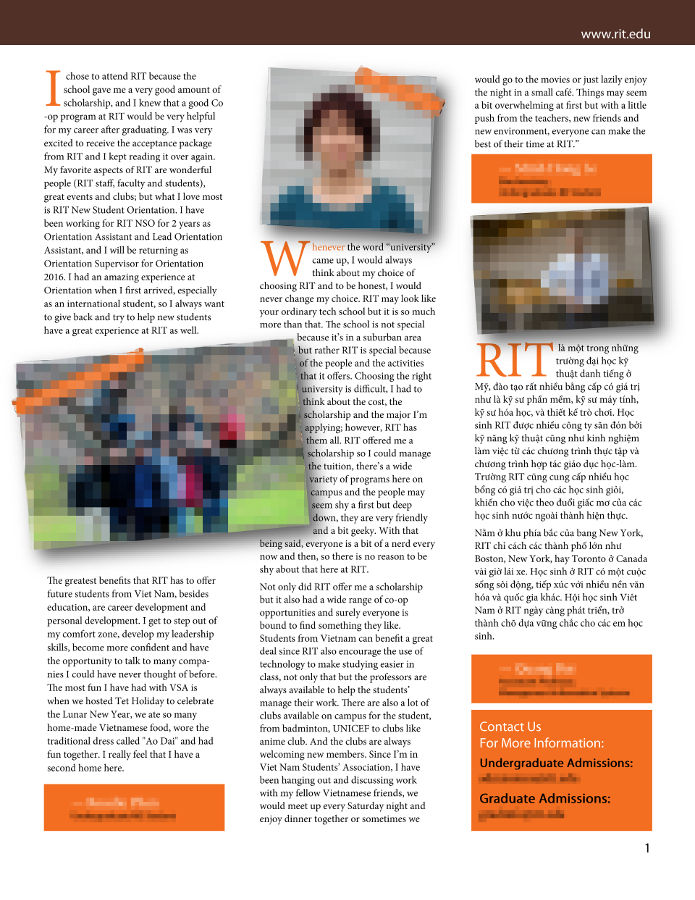 www.rit.edu
I chose to attend RIT because the
school gave me a very good amount of
scholarship, and I knew that a good Co
-op program at RIT would be very helpful
for my career after graduating. I was very
excited to receive the acceptance package
from RIT and I kept reading it over again.
My favorite aspects of RIT are wonderful
people (RIT staff, faculty and students),
great events and clubs; but what I love most
is RIT New Student Orientation. I have
been working for RIT NSO for 2 years as
Orientation Assistant and Lead Orientation
Assistant, and I will be returning as
Orientation Supervisor for Orientation
2016. I had an amazing experience at
Orientation when I first arrived, especially
as an international student, so I always want
to give back and try to help new students
have a great experience at RIT as well.
The greatest benefits that RIT has to offer
future students from Viet Nam, besides
education, are career development and
personal development. I get to step out of
my comfort zone, develop my leadership
skills, become more confident and have
the opportunity to talk to many compa-
nies I could have never thought of before.
The most fun I have had with VSA is
when we hosted Tet Holiday to celebrate
the Lunar New Year, we ate so many
home-made Vietnamese food, wore the
traditional dress called "Ao Dai" and had
fun together. I really feel that I have a
second home here.
Whenever the word "university"
came up, I would always
think about my choice of
choosing RIT and to be honest, I would
never change my choice. RIT may look like
your ordinary tech school but it is so much
more than that. The school is not special
because it's in a suburban area
but rather RIT is special because
of the people and the activities
that it offers. Choosing the right
university is difficult, I had to
think about the cost, the
scholarship and the major I'm
applying; however, RIT has
them all. RIT offered me a
scholarship so I could manage
the tuition, there's a wide
variety of programs here on
campus and the people may
seem shy a first but deep
down, they are very friendly
and a bit geeky. With that
being said, everyone is a bit of a nerd every
now and then, so there is no reason to be
shy about that here at RIT.
Not only did RIT offer me a scholarship
but it also had a wide range of co-op
opportunities and surely everyone is
bound to find something they like.
Students from Vietnam can benefit a great
deal since RIT also encourage the use of
technology to make studying easier in
class, not only that but the professors are
always available to help the students'
manage their work. There are also a lot of
clubs available on campus for the student,
from badminton, UNICEF to clubs like
anime club. And the clubs are always
welcoming new members. Since I'm in
Viet Nam Students' Association, I have
been hanging out and discussing work
with my fellow Vietnamese friends, we
would meet up every Saturday night and
enjoy dinner together or sometimes we
would go to the movies or just lazily enjoy
the night in a small café. Things may seem
a bit overwhelming at first but with a little
push from the teachers, new friends and
new environment, everyone can make the
best of their time at RIT."
RIT là một trong những
trường đại học kỹ
thuật danh tiếng ở
Mỹ, đào tạo rất nhiều bằng cấp có giá trị
như là kỹ sư phần mềm, kỹ sư máy tính,
kỹ sư hóa học, và thiết kế trò chơi. Học
sinh RIT được nhiều công ty săn đón bởi
kỹ năng kỹ thuật cũng như kinh nghiệm
làm việc từ các chương trình thực tập và
chương trình hợp tác giáo dục học-làm.
Trường RIT cũng cung cấp nhiều học
bổng có giá trị cho các học sinh giỏi,
khiến cho việc theo đuổi giấc mơ của các
học sinh nước ngoài thành hiện thực.
Nằm ở khu phía bắc của bang New York,
RIT chỉ cách các thành phố lớn như
Boston, New York, hay Toronto ở Canada
vài giờ lái xe. Học sinh ở RIT có một cuộc
sống sôi động, tiếp xúc với nhiều nền văn
hóa và quốc gia khác. Hội học sinh Việt
Nam ở RIT ngày càng phát triển, trở
thành chỗ dựa vững chắc cho các em học
sinh.
Contact Us
For More Information:
Undergraduate Admissions:
Graduate Admissions:
1